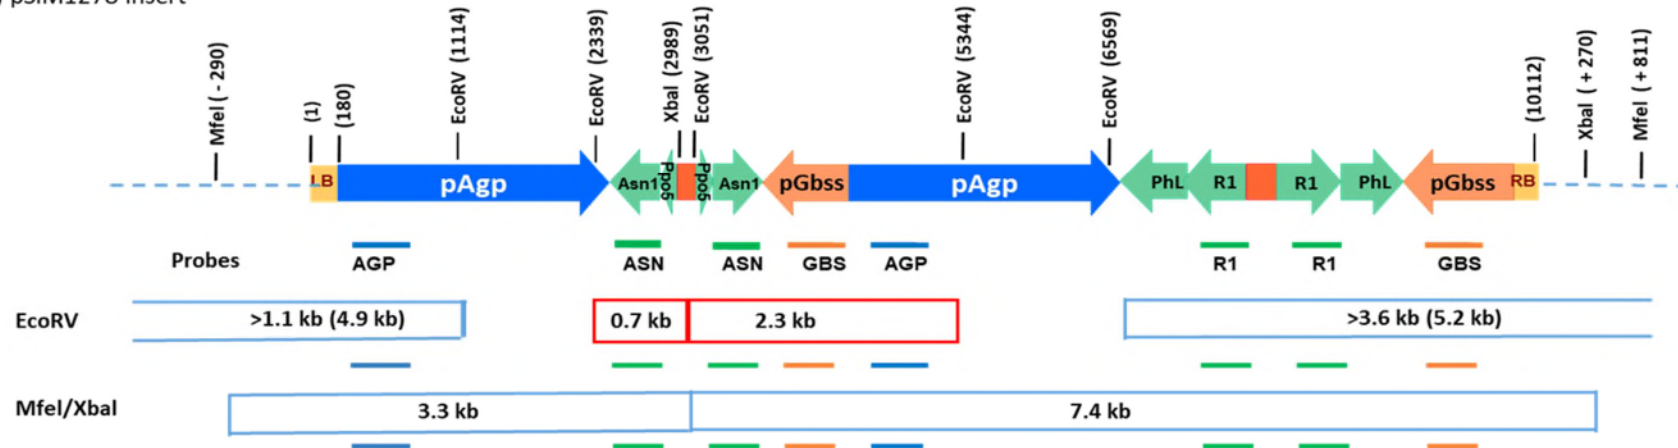 pSIM1278 insert
MfeI ( - 290)
(1)
(180)
EcoRV (1114)
EcoRV (2339)
XbaI (2989)
EcoRV (3051)
EcoRV (5344)
EcoRV (6569)
(10112)
XbaI ( + 270)
MfeI ( + 811)
LB pAgp Asn1 Ppo5 Ppo5 Asn1 pGbss pAgp PhL R1 R1 PhL pGbss RB
Probes AGP ASN ASN GBS AGP R1 R1 GBS
EcoRV >1.1 kb (4.9 kb) 0.7 kb 2.3 kb >3.6 kb (5.2 kb)
MfeI/XbaI 3.3 kb 7.4 kb